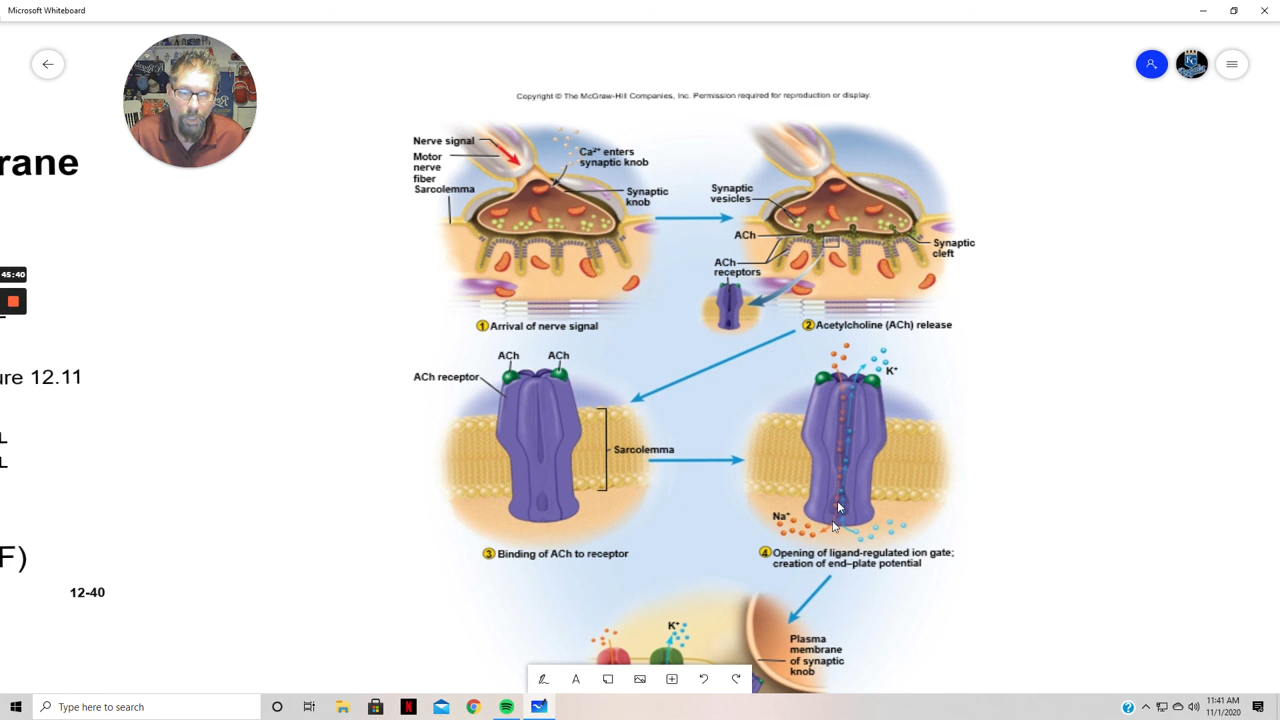 Microsoft Whiteboard
Copyright © The McGraw-Hill Companies, Inc. Permission required for reproduction or display.
rane
Nerve signal
Motor
nerve
fiber
Sarcolemma
Ca²⁺ enters
synaptic knob
Synaptic
knob
Synaptic
vesicles
ACh
ACh
receptors
Synaptic
cleft
45:40
1 Arrival of nerve signal
2 Acetylcholine (ACh) release
ACh
ACh
ACh receptor
Sarcolemma
K⁺
Na⁺
ure 12.11
L
L
3 Binding of ACh to receptor
4 Opening of ligand-regulated ion gate;
creation of end–plate potential
F)
12-40
K⁺
Plasma
membrane
of synaptic
knob
Type here to search
11:41 AM
11/1/2020